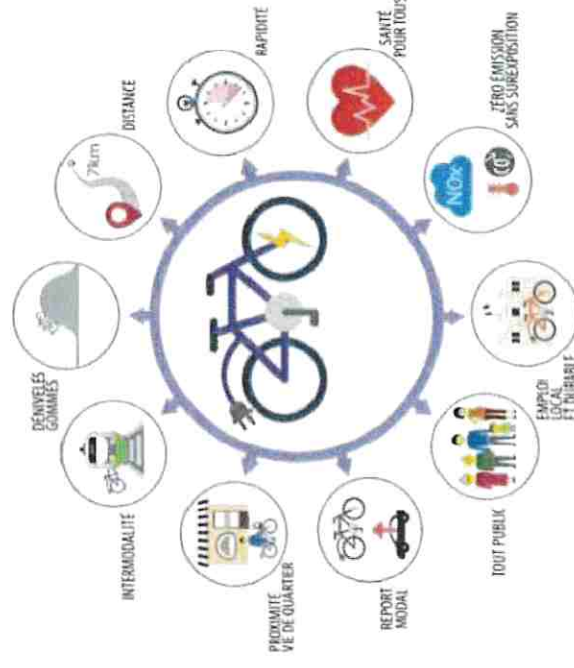 DÉNIVELÉS
GOMMÉS
DISTANCE
7km
RAPIDITÉ
SANTÉ
POUR TOUS
ZÉRO ÉMISSION
SANS SUREXPOSITION
NOx
CO²
EMPLOI
LOCAL
ET DURABLE
TOUT PUBLIC
REPORT
MODAL
PROXIMITÉ
VIE DE QUARTIER
INTERMODALITÉ